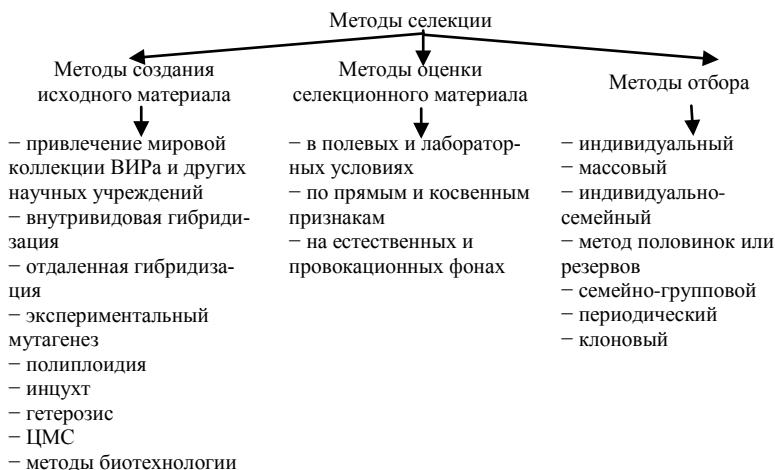 Методы селекции
Методы создания
исходного материала
− привлечение мировой
коллекции ВИРа и других
научных учреждений
− внутривидовая гибриди-
зация
− отдаленная гибридиза-
ция
− экспериментальный
мутагенез
− полиплоидия
− инцухт
− гетерозис
− ЦМС
− методы биотехнологии
Методы оценки
селекционного материала
− в полевых и лаборатор-
ных условиях
− по прямым и косвенным
признакам
− на естественных и
провокационных фонах
Методы отбора
− индивидуальный
− массовый
− индивидуально-
семейный
− метод половинок или
резервов
− семейно-групповой
− периодический
− клоновый